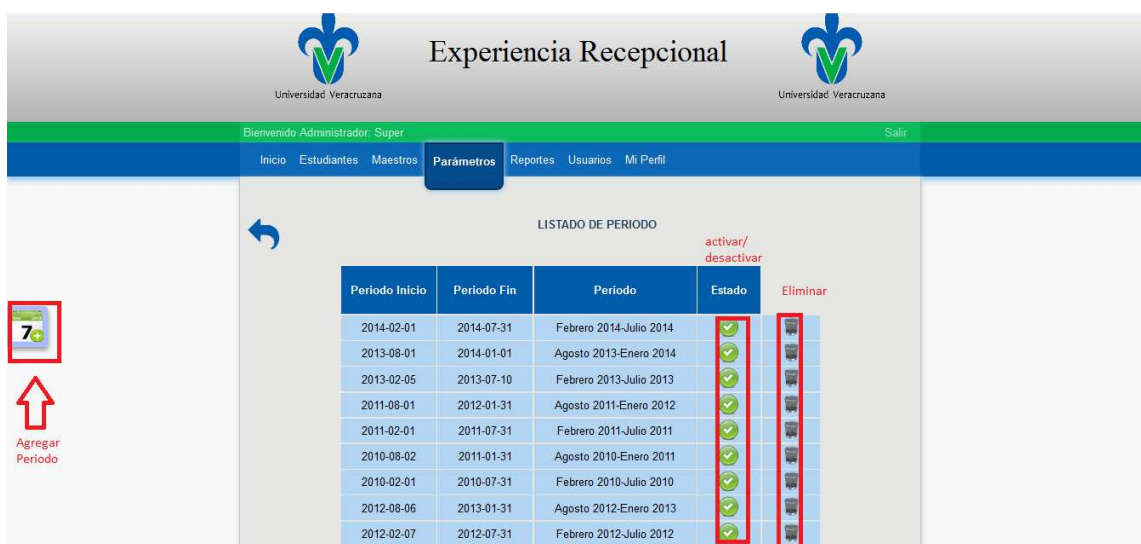 Experiencia Recepcional
Universidad Veracruzana
Universidad Veracruzana
Bienvenido Administrador: Super Salir
Inicio Estudiantes Maestros Parámetros Reportes Usuarios Mi Perfil
LISTADO DE PERIODO
activar/
desactivar
Periodo Inicio Periodo Fin Periodo Estado Eliminar
7
2014-02-01 2014-07-31 Febrero 2014-Julio 2014
2013-08-01 2014-01-01 Agosto 2013-Enero 2014
2013-02-05 2013-07-10 Febrero 2013-Julio 2013
2011-08-01 2012-01-31 Agosto 2011-Enero 2012
2011-02-01 2011-07-31 Febrero 2011-Julio 2011
Agregar
Periodo
2010-08-02 2011-01-31 Agosto 2010-Enero 2011
2010-02-01 2010-07-31 Febrero 2010-Julio 2010
2012-08-06 2013-01-31 Agosto 2012-Enero 2013
2012-02-07 2012-07-31 Febrero 2012-Julio 2012